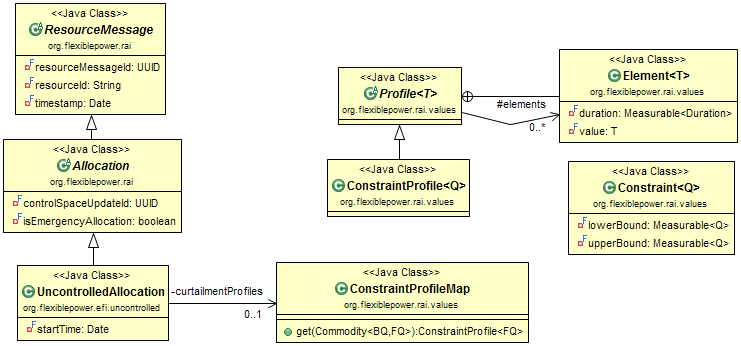 <<Java Class>>
ResourceMessage
org.flexiblepower.rai
resourceMessageId: UUID
resourceId: String
timestamp: Date
<<Java Class>>
Allocation
org.flexiblepower.rai
controlSpaceUpdateId: UUID
isEmergencyAllocation: boolean
<<Java Class>>
UncontrolledAllocation
org.flexiblepower.efi.uncontrolled
startTime: Date
-curtailmentProfiles
0..1
<<Java Class>>
ConstraintProfileMap
org.flexiblepower.rai.values
get(Commodity<BQ,FQ>):ConstraintProfile<FQ>
<<Java Class>>
Profile<T>
org.flexiblepower.rai.values
#elements
0..*
<<Java Class>>
Element<T>
org.flexiblepower.rai.values
duration: Measurable<Duration>
value: T
<<Java Class>>
ConstraintProfile<Q>
org.flexiblepower.rai.values
<<Java Class>>
Constraint<Q>
org.flexiblepower.rai.values
lowerBound: Measurable<Q>
upperBound: Measurable<Q>